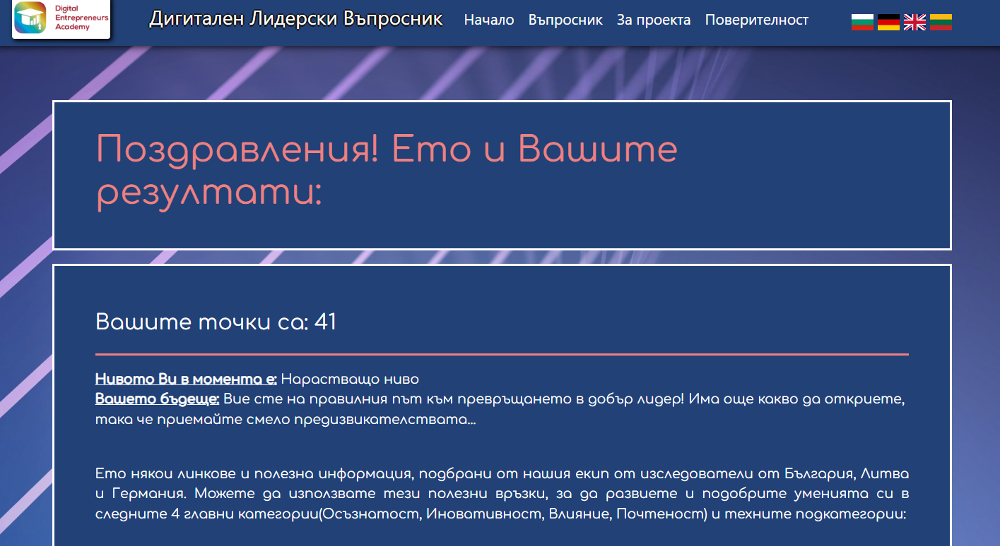 Digital
Entrepreneurs
Academy
Дигитален Лидерски Въпросник
Начало
Въпросник
За проекта
Поверителност
Поздравления! Ето и Вашите
резултати:
Вашите точки са: 41
Нивото Ви в момента е: Нарастващо ниво
Вашето бъдеще: Вие сте на правилния път към превръщането в добър лидер! Има още какво да откриете,
така че приемайте смело предизвикателствата...
Ето някои линкове и полезна информация, подбрани от нашия екип от изследователи от България, Литва
и Германия. Можете да използвате тези полезни връзки, за да развиете и подобрите уменията си в
следните 4 главни категории(Осъзнатост, Иновативност, Влияние, Почтеност) и техните подкатегории: